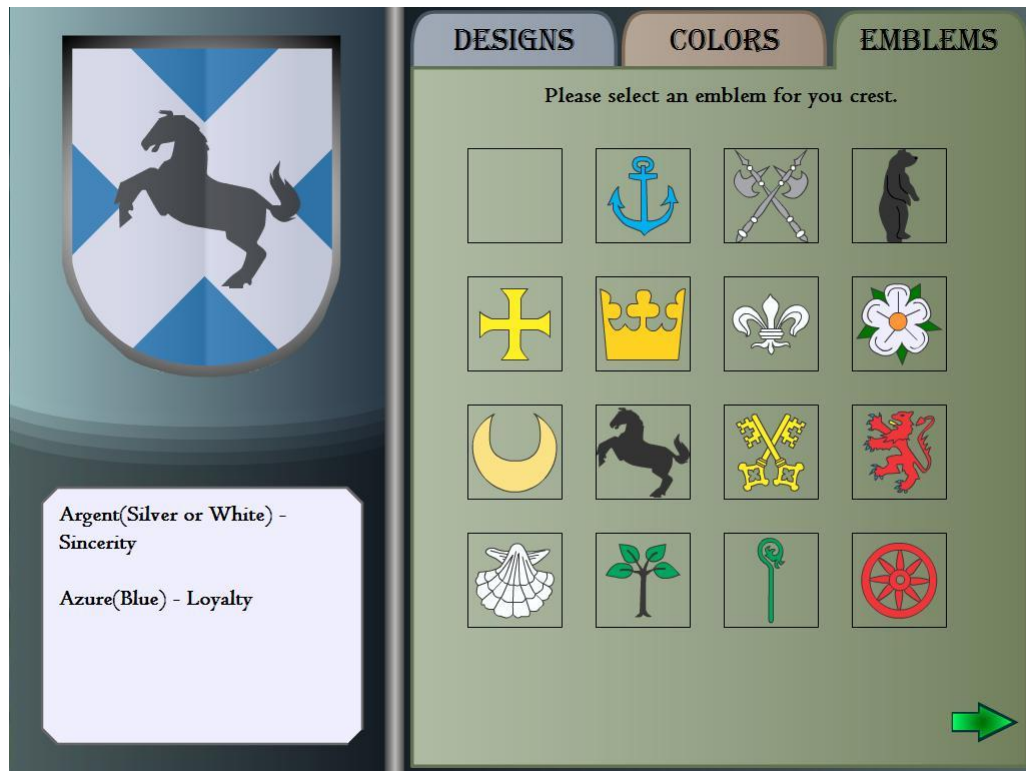 DESIGNS
COLORS
EMBLEMS
Please select an emblem for you crest.
Argent(Silver or White) -
Sincerity
Azure(Blue) - Loyalty